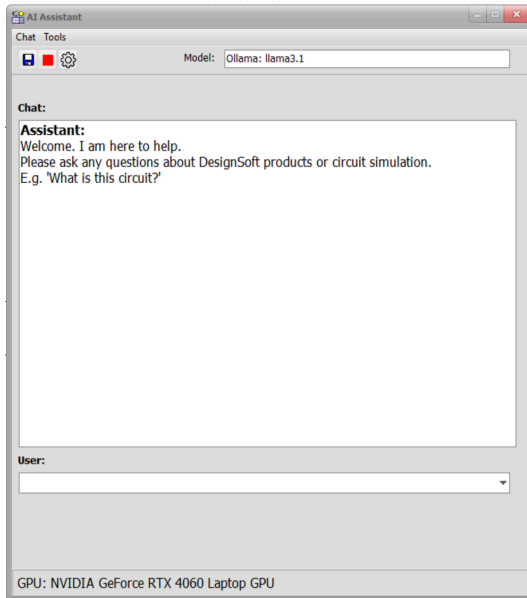 AI Assistant
Chat Tools
Model: Ollama: llama3.1
Chat:
Assistant:
Welcome. I am here to help.
Please ask any questions about DesignSoft products or circuit simulation.
E.g. 'What is this circuit?'
User:
GPU: NVIDIA GeForce RTX 4060 Laptop GPU